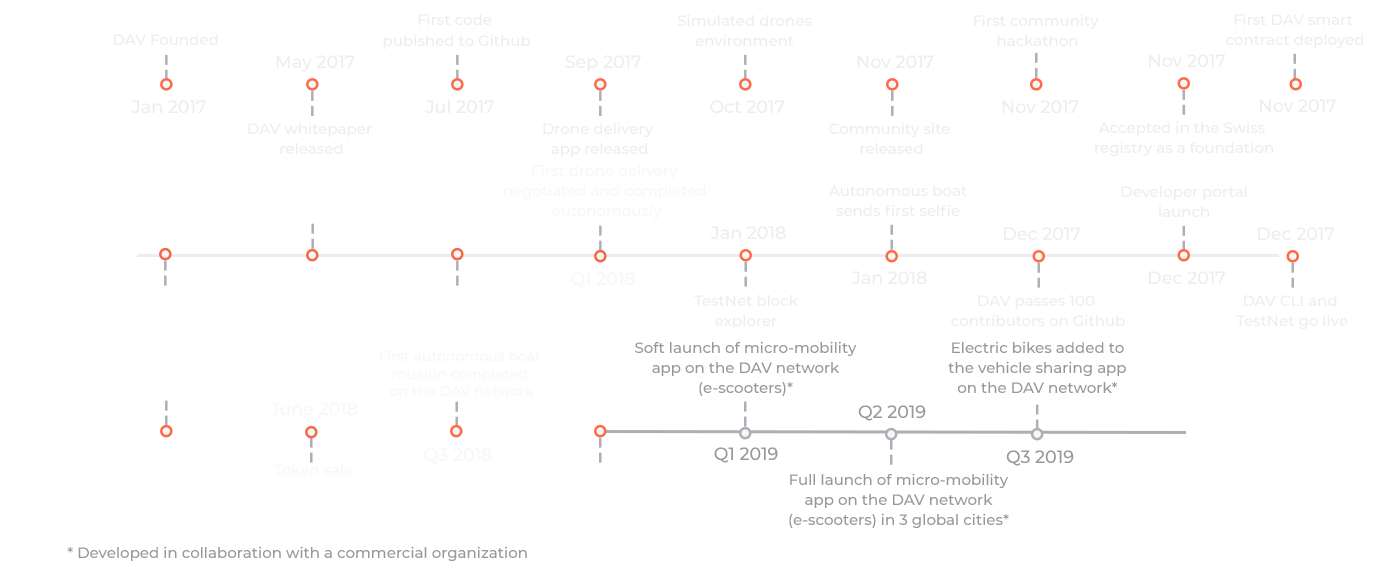 DAV Founded
Jan 2017
May 2017
DAV whitepaper
released
First code
pubished to Github
Jul 2017
Sep 2017
Drone delivery
app released
Simulated drones
environment
Oct 2017
Nov 2017
Community site
released
First community
hackathon
Nov 2017
Nov 2017
Accepted in the Swiss
registry as a foundation
First DAV smart
contract deployed
Nov 2017
First drone delivery
negotiated and completed
autonomously
Q1 2018
Jan 2018
TestNet block
explorer
Autonomous boat
sends first selfie
Jan 2018
Dec 2017
DAV passes 100
contributors on Github
Developer portal
launch
Dec 2017
Dec 2017
DAV CLI and
TestNet go live
June 2018
Token sale
First autonomous boat
mission completed
on the DAV network
Q3 2018
Soft launch of micro-mobility
app on the DAV network
(e-scooters)*
Q1 2019
Q2 2019
Full launch of micro-mobility
app on the DAV network
(e-scooters) in 3 global cities*
Electric bikes added to
the vehicle sharing app
on the DAV network*
Q3 2019
* Developed in collaboration with a commercial organization